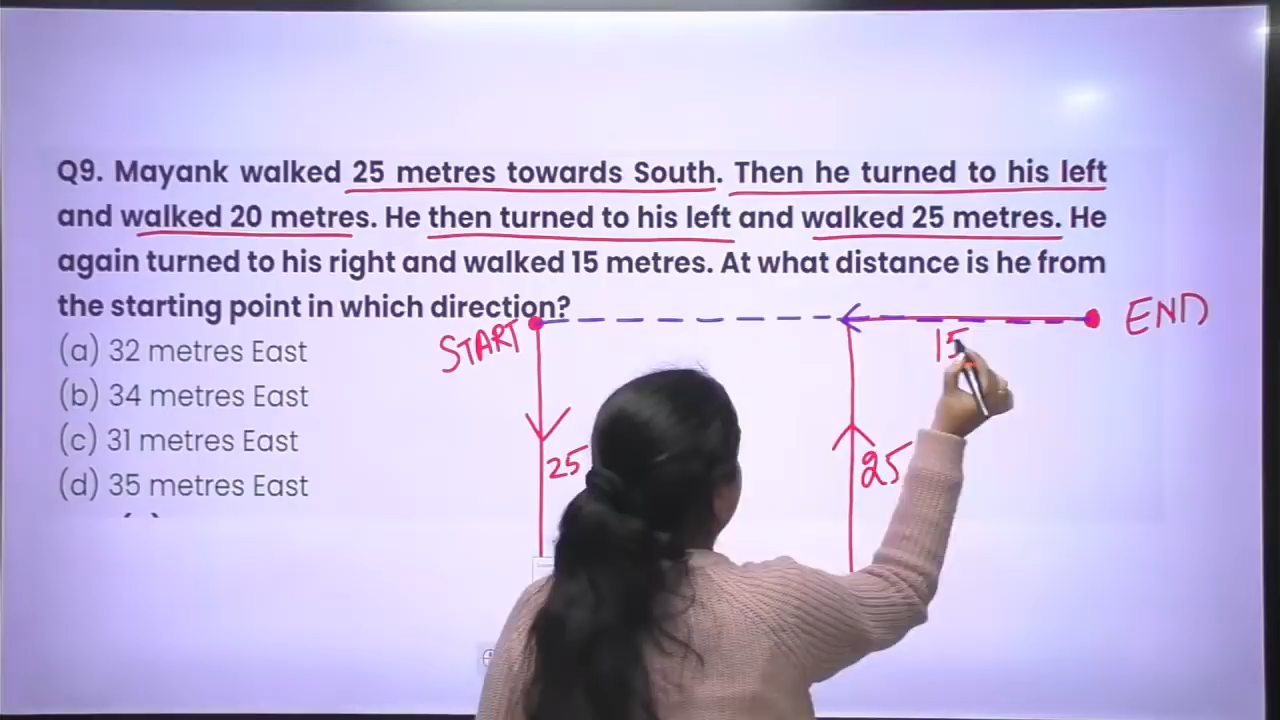 Q9. Mayank walked 25 metres towards South. Then he turned to his left
and walked 20 metres. He then turned to his left and walked 25 metres. He
again turned to his right and walked 15 metres. At what distance is he from
the starting point in which direction?
(a) 32 metres East
(b) 34 metres East
(c) 31 metres East
(d) 35 metres East
START
END
15
25
25